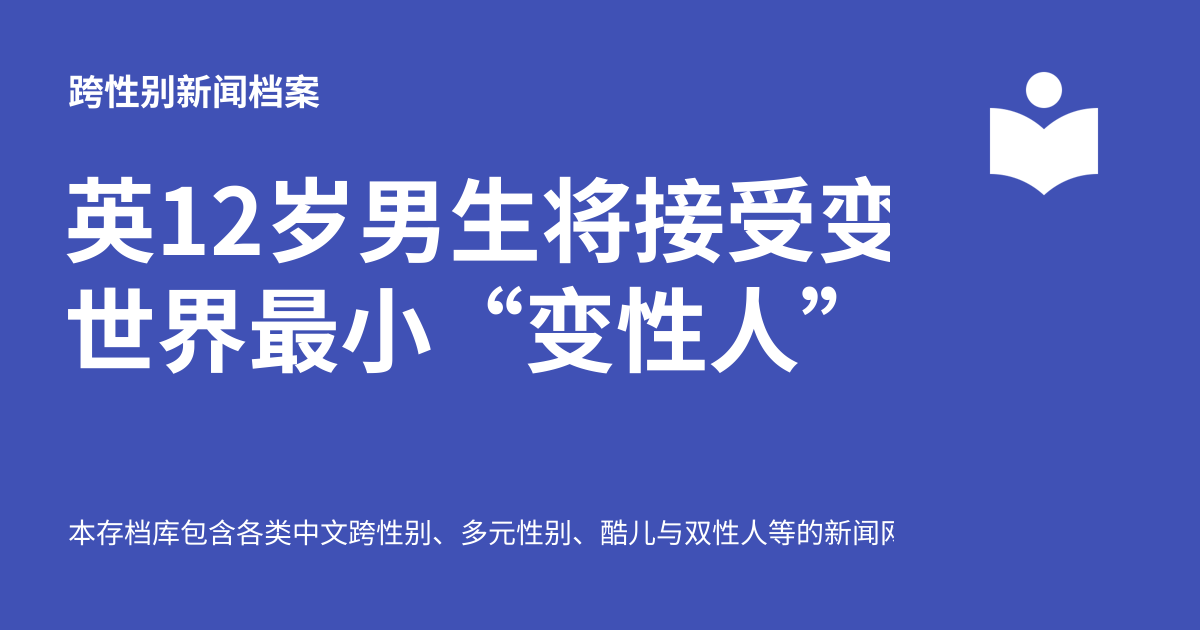 跨性别新闻档案
英12岁男生将接受变
世界最小“变性人”
本存档库包含各类中文跨性别、多元性别、酷儿与双性人等的新闻